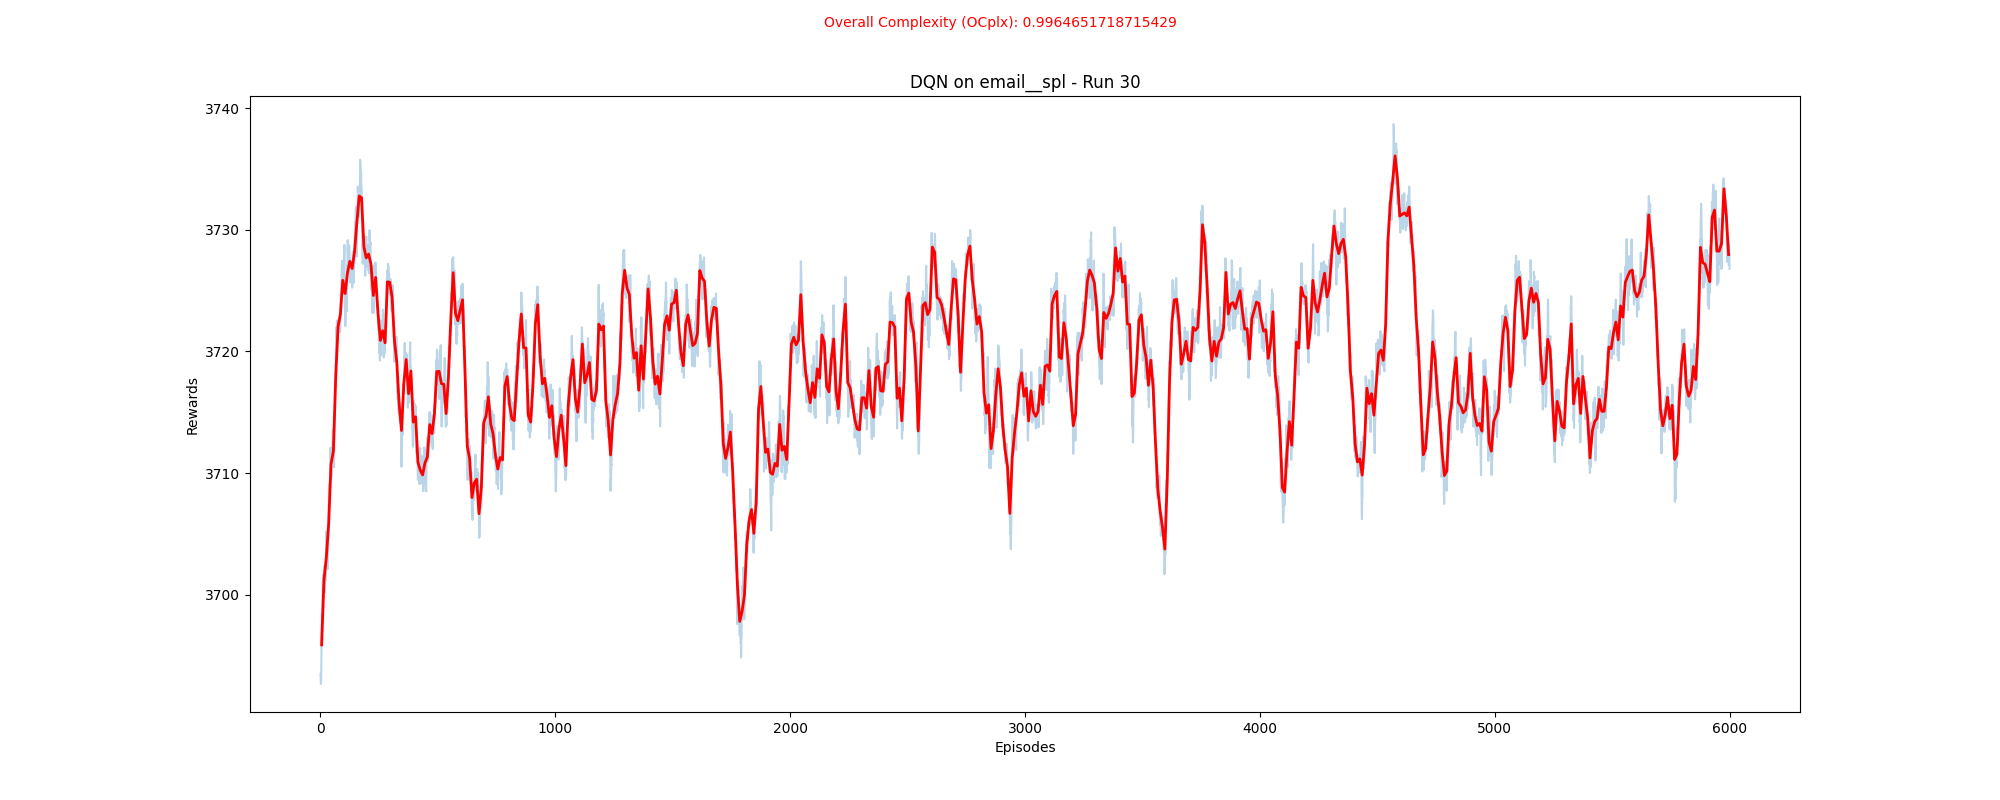 Overall Complexity (OCplx): 0.9964651718715429
DQN on email__spl - Run 30
3740
3730
3720
3710
3700
Rewards
0 1000 2000 3000 4000 5000 6000
Episodes